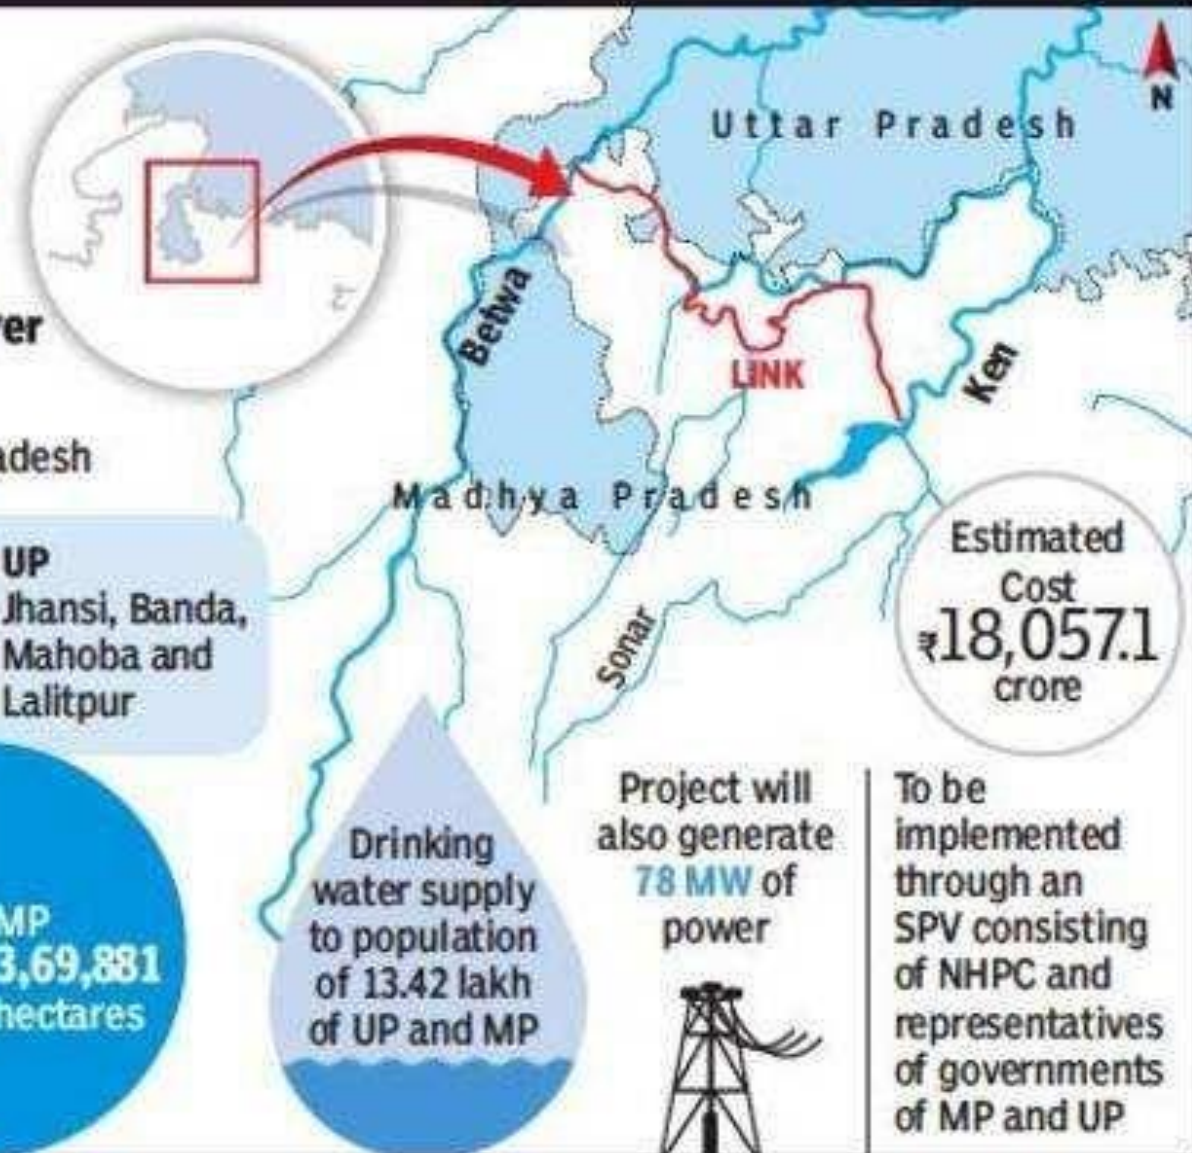 N
Uttar Pradesh
Betwa
LINK
Ken
Madhya Pradesh
Sonar
UP
Jhansi, Banda,
Mahoba and
Lalitpur
MP
3,69,881
hectares
Drinking
water supply
to population
of 13.42 lakh
of UP and MP
Estimated
Cost
₹18,057.1
crore
Project will
also generate
78 MW of
power
To be
implemented
through an
SPV consisting
of NHPC and
representatives
of governments
of MP and UP